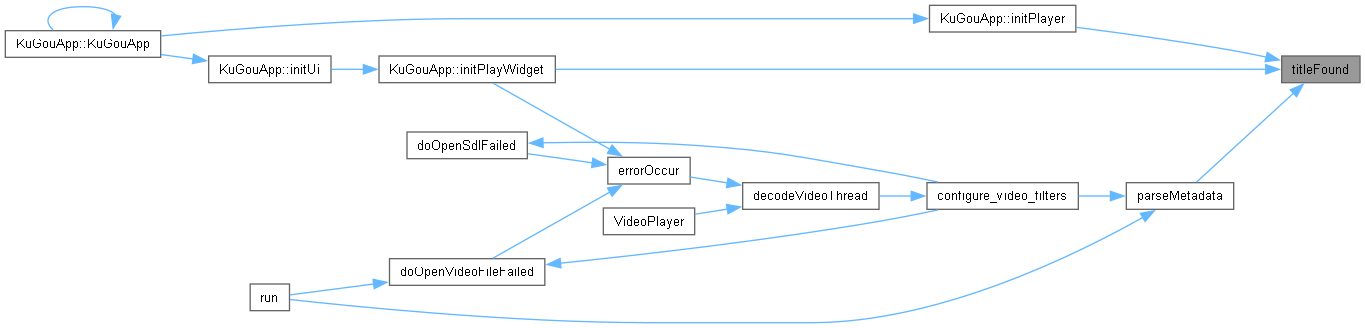 KuGouApp::initPlayer
KuGouApp::KuGouApp
KuGouApp::initUi
KuGouApp::initPlayWidget
titleFound
doOpenSdlFailed
errorOccur
decodeVideoThread
configure_video_filters
parseMetadata
VideoPlayer
doOpenVideoFileFailed
run